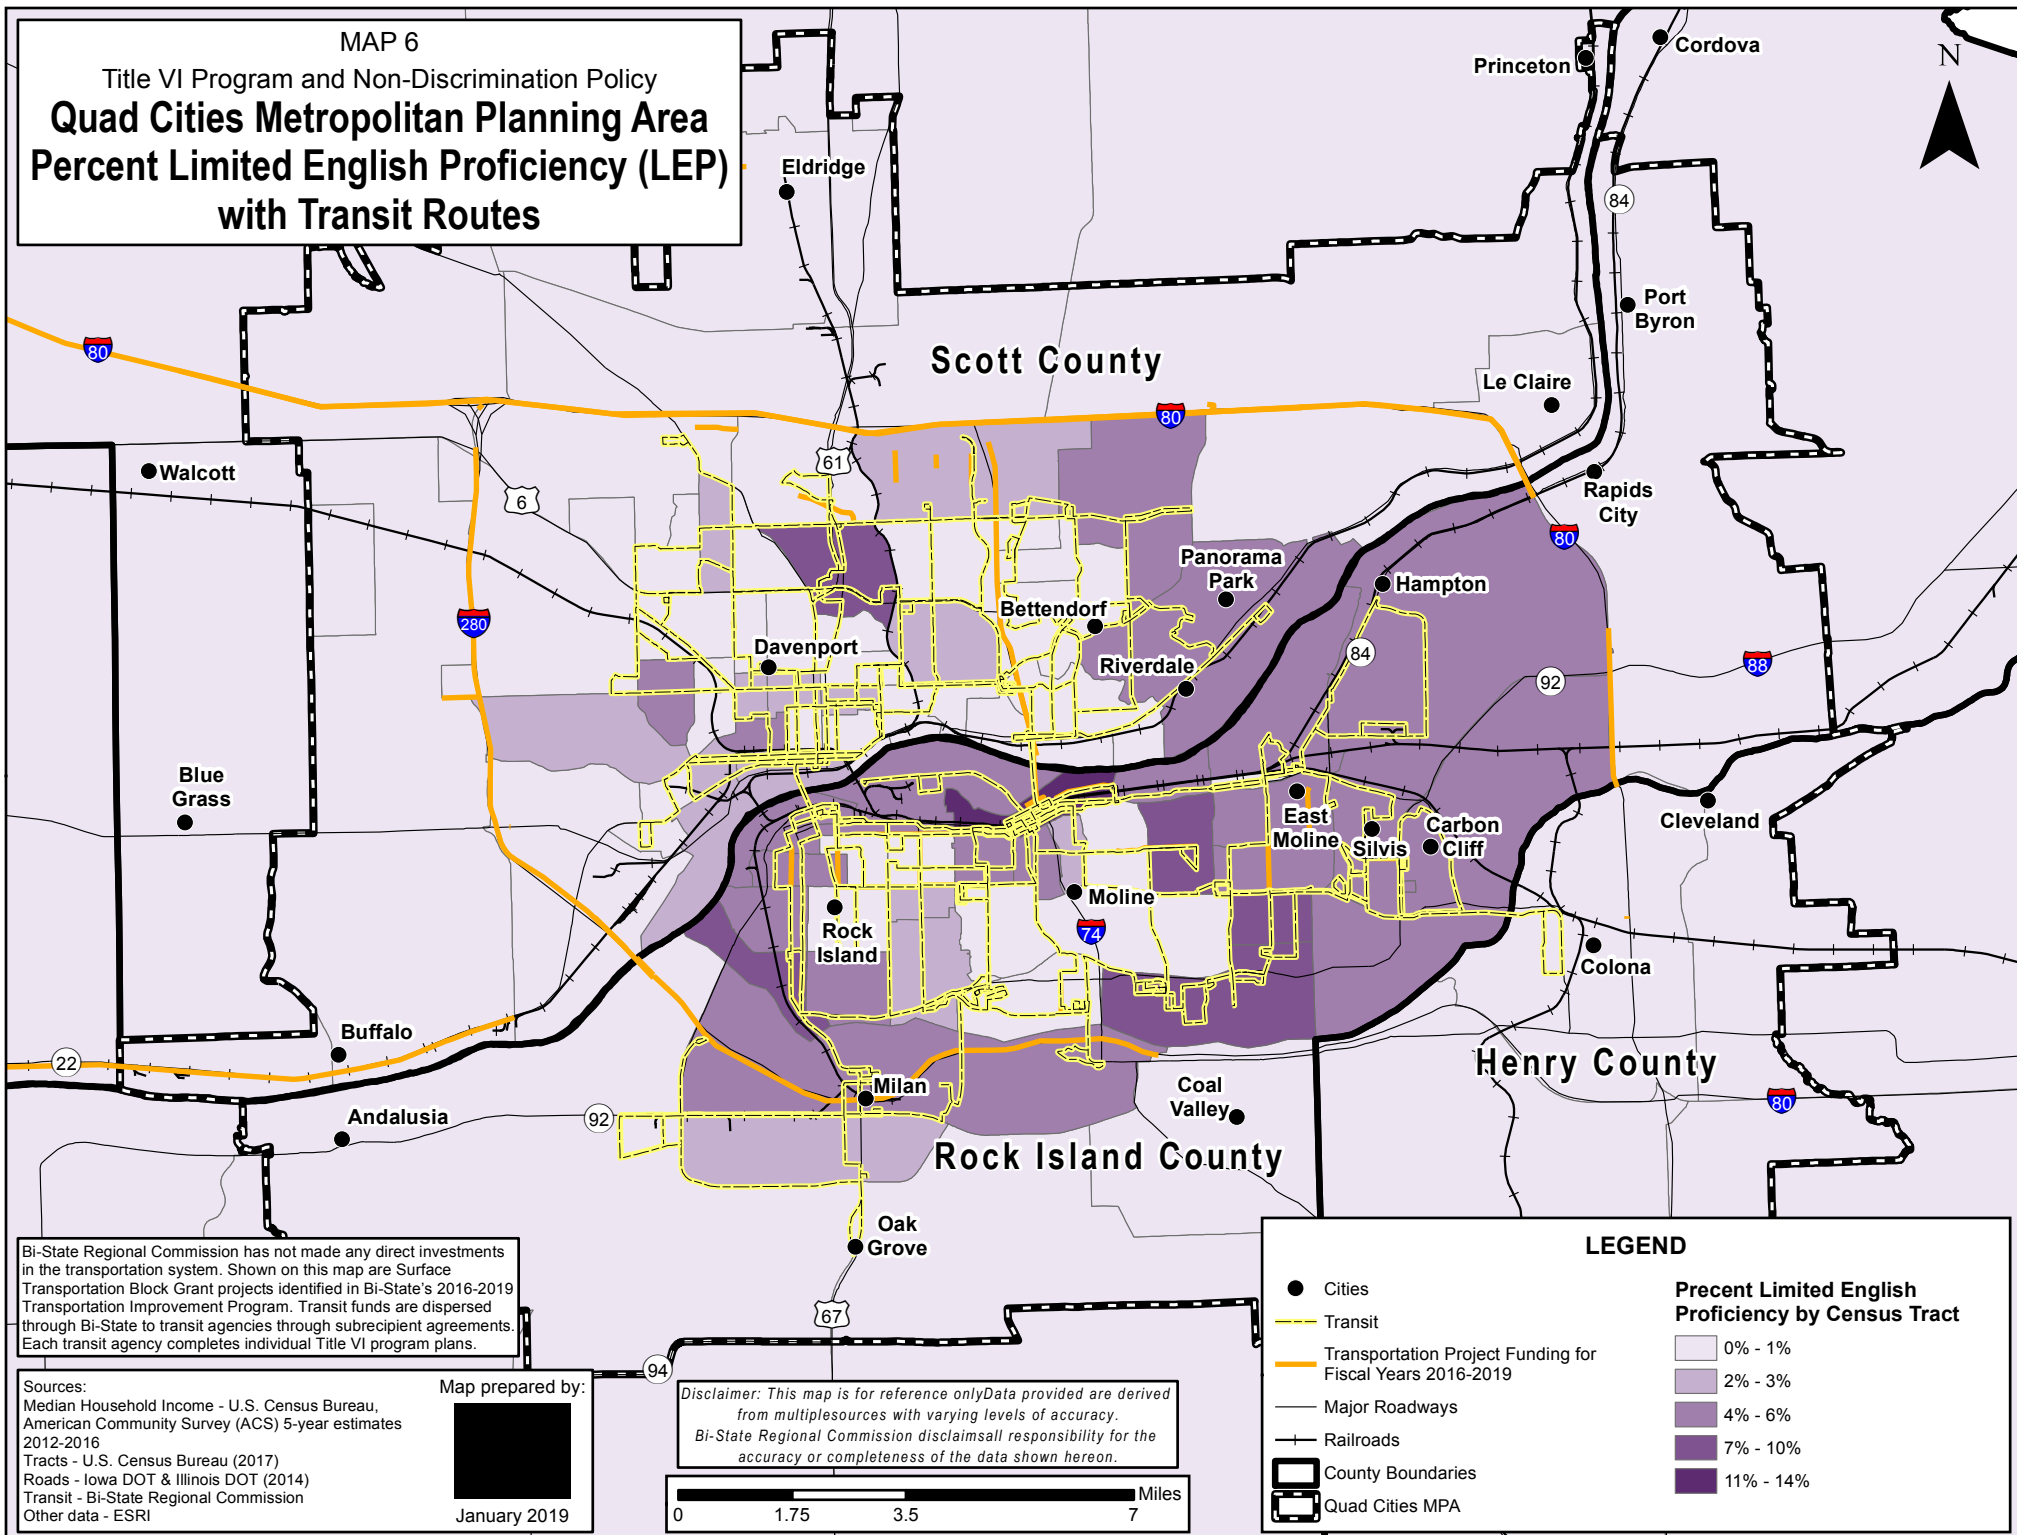 MAP 6
Title VI Program and Non-Discrimination Policy
Quad Cities Metropolitan Planning Area
Percent Limited English Proficiency (LEP)
with Transit Routes
Princeton
Cordova
N
Eldridge
84
Port
Byron
80
Scott County
Le Claire
80
61
Walcott
6
Rapids
City
80
Panorama
Park
Hampton
280
Bettendorf
Davenport
Riverdale
84
88
92
Blue
Grass
East
Moline
Silvis
Carbon
Cliff
Cleveland
Moline
Rock
Island
74
Colona
Buffalo
22
Henry County
Milan
Coal
Valley
80
Andalusia
92
Rock Island County
Oak
Grove
67
94
Bi-State Regional Commission has not made any direct investments
in the transportation system. Shown on this map are Surface
Transportation Block Grant projects identified in Bi-State's 2016-2019
Transportation Improvement Program. Transit funds are dispersed
through Bi-State to transit agencies through subrecipient agreements.
Each transit agency completes individual Title VI program plans.
Sources:
Median Household Income - U.S. Census Bureau,
American Community Survey (ACS) 5-year estimates
2012-2016
Tracts - U.S. Census Bureau (2017)
Roads - Iowa DOT & Illinois DOT (2014)
Transit - Bi-State Regional Commission
Other data - ESRI
Map prepared by:
January 2019
Disclaimer: This map is for reference onlyData provided are derived
from multiplesources with varying levels of accuracy.
Bi-State Regional Commission disclaimsall responsibility for the
accuracy or completeness of the data shown hereon.
Miles
0 1.75 3.5 7
LEGEND
Cities
Transit
Transportation Project Funding for
Fiscal Years 2016-2019
Major Roadways
Railroads
County Boundaries
Quad Cities MPA
Precent Limited English
Proficiency by Census Tract
0% - 1%
2% - 3%
4% - 6%
7% - 10%
11% - 14%